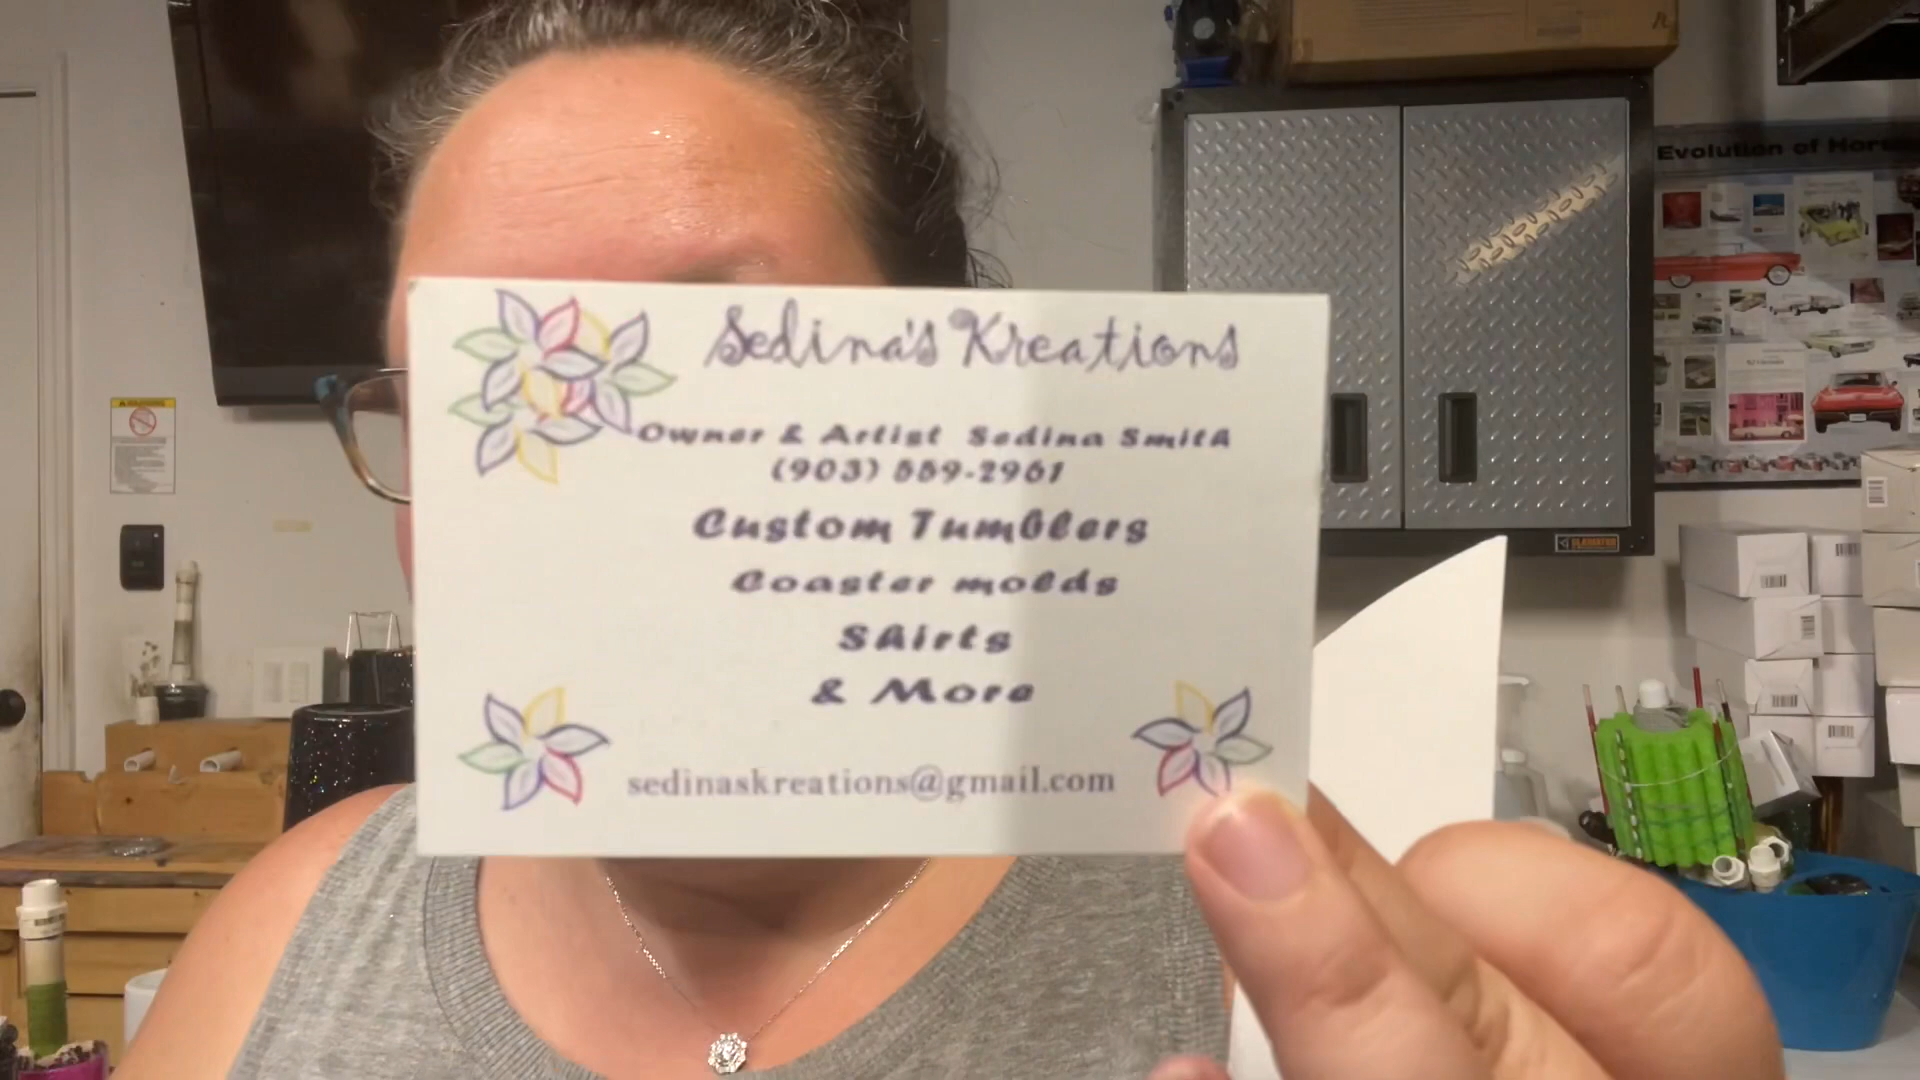 Sedina's Kreations
Owner & Artist Sedina Smith
(903) 559-2961
Custom Tumblers
Coaster molds
Shirts
& More
sedinaskreations@gmail.com
Evolution of
GLADIATOR